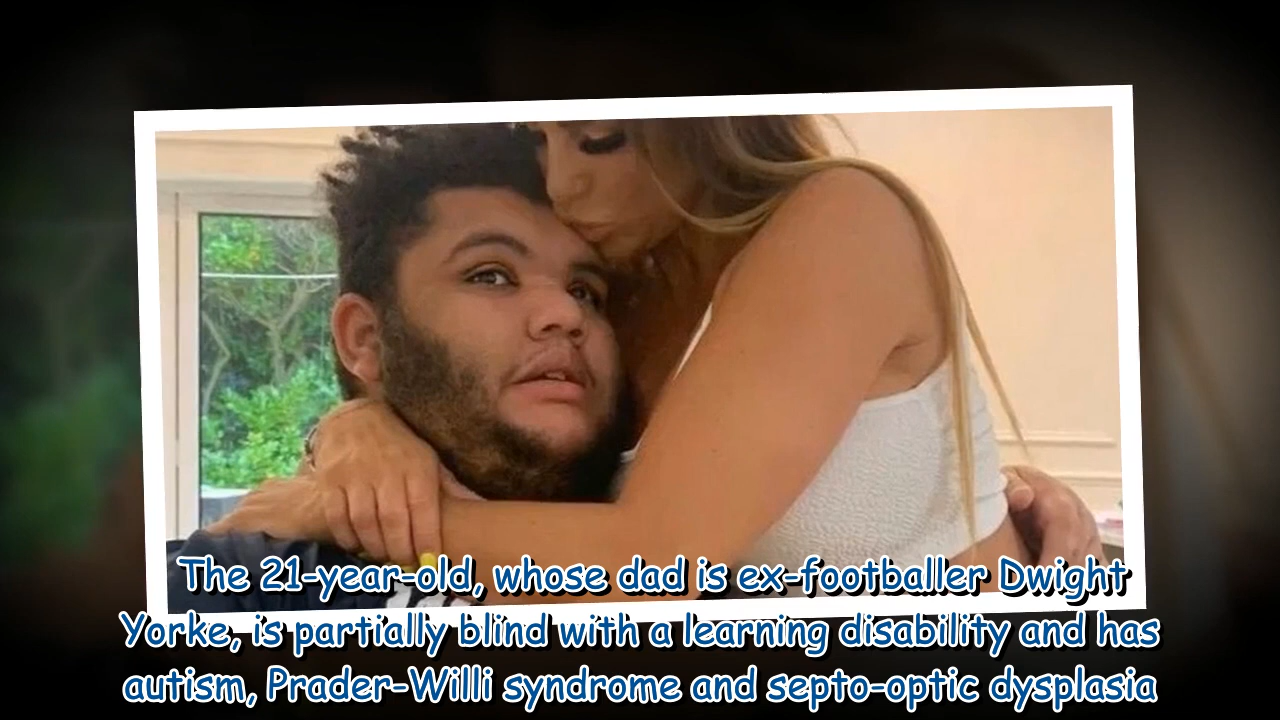 The 21-year-old, whose dad is ex-footballer Dwight
Yorke, is partially blind with a learning disability and has
autism, Prader-Willi syndrome and septo-optic dysplasia